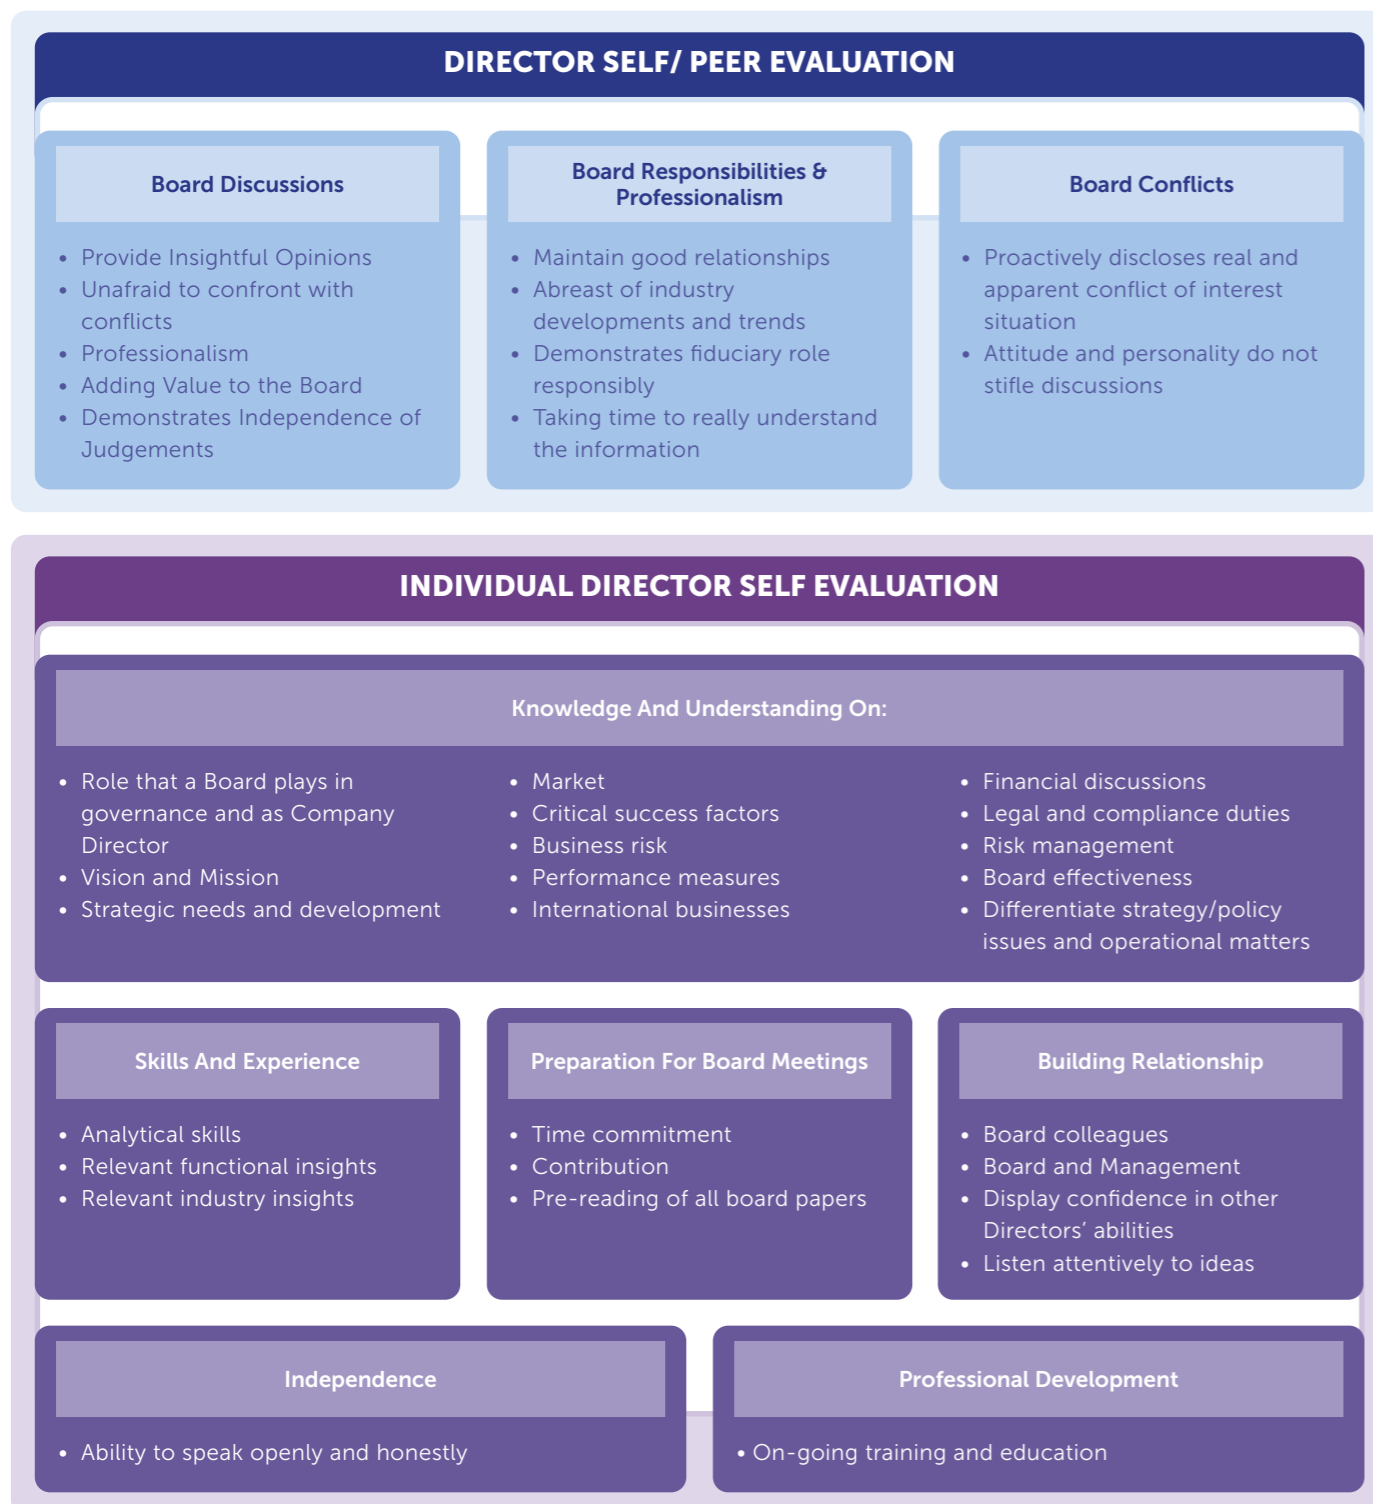 DIRECTOR SELF/ PEER EVALUATION
Board Discussions
• Provide Insightful Opinions
• Unafraid to confront with
conflicts
• Professionalism
• Adding Value to the Board
• Demonstrates Independence of
Judgements
Board Responsibilities &
Professionalism
• Maintain good relationships
• Abreast of industry
developments and trends
• Demonstrates fiduciary role
responsibly
• Taking time to really understand
the information
Board Conflicts
• Proactively discloses real and
apparent conflict of interest
situation
• Attitude and personality do not
stifle discussions
INDIVIDUAL DIRECTOR SELF EVALUATION
Knowledge And Understanding On:
• Role that a Board plays in
governance and as Company
Director
• Vision and Mission
• Strategic needs and development
• Market
• Critical success factors
• Business risk
• Performance measures
• International businesses
• Financial discussions
• Legal and compliance duties
• Risk management
• Board effectiveness
• Differentiate strategy/policy
issues and operational matters
Skills And Experience
• Analytical skills
• Relevant functional insights
• Relevant industry insights
Preparation For Board Meetings
• Time commitment
• Contribution
• Pre-reading of all board papers
Building Relationship
• Board colleagues
• Board and Management
• Display confidence in other
Directors’ abilities
• Listen attentively to ideas
Independence
• Ability to speak openly and honestly
Professional Development
• On-going training and education